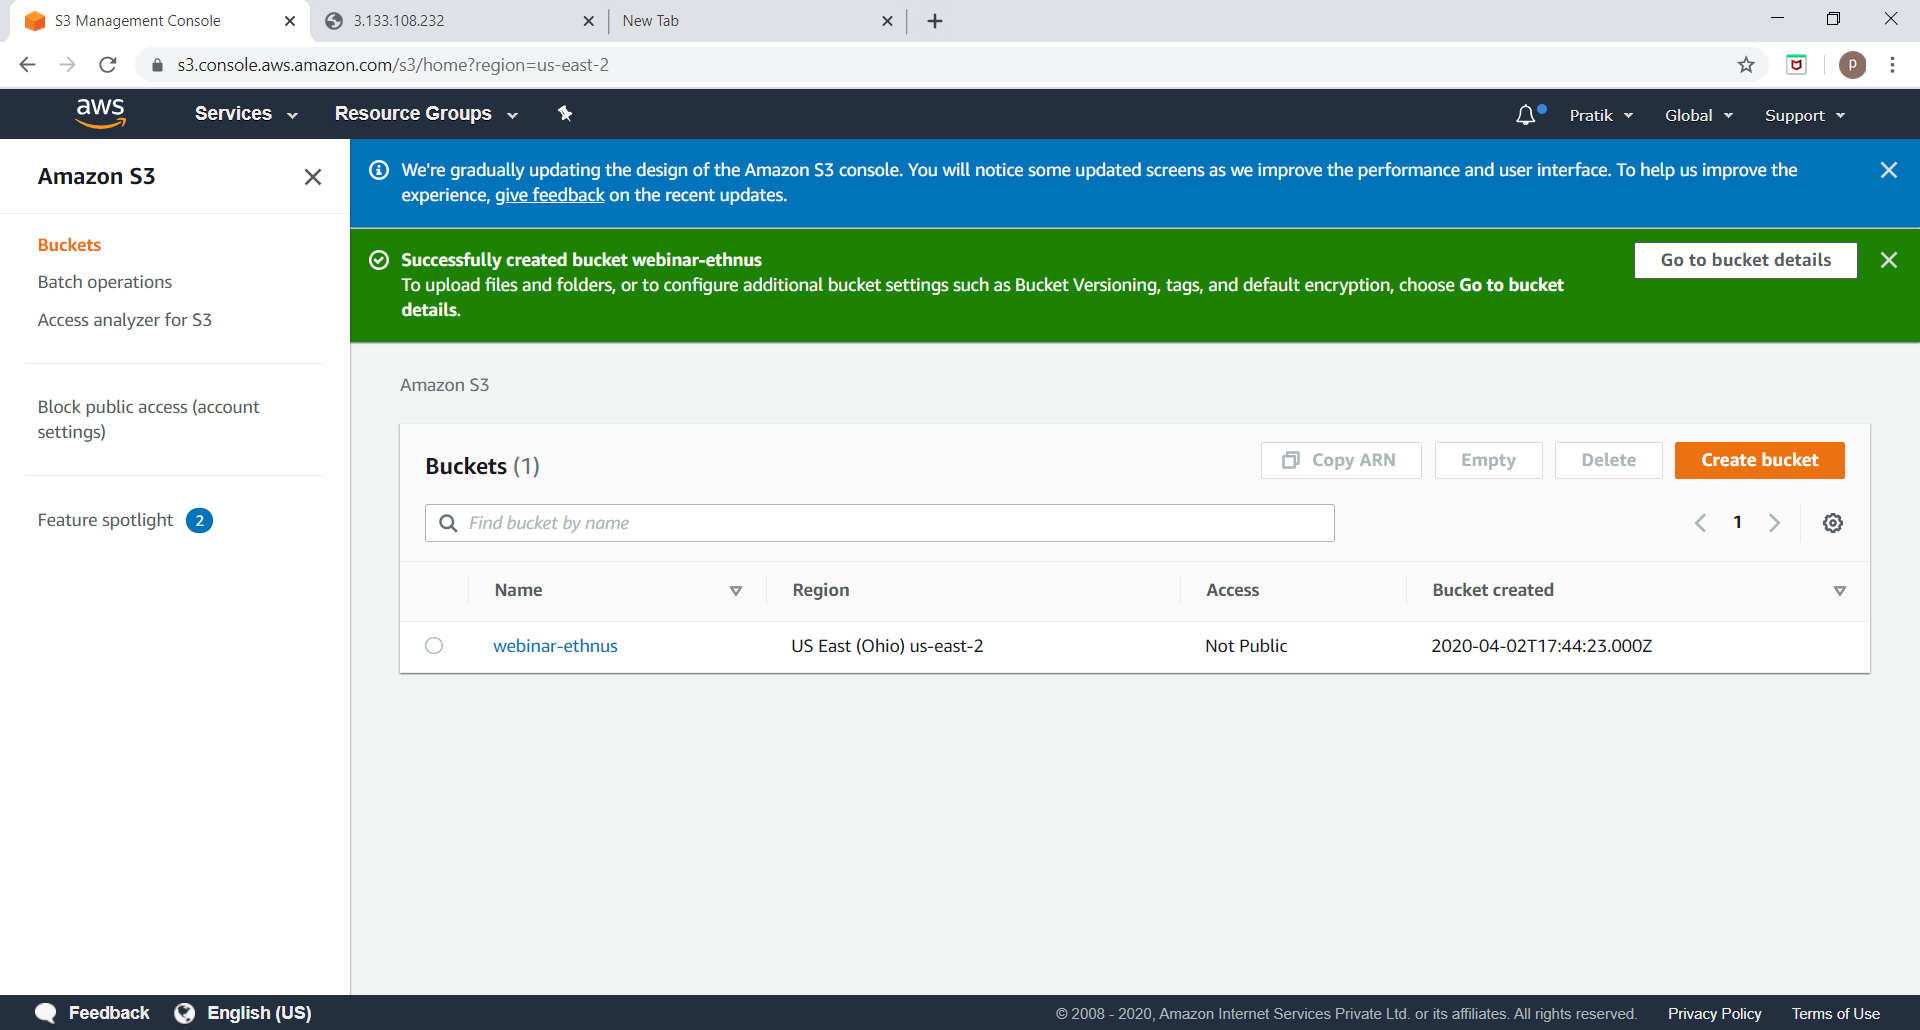 S3 Management Console
3.133.108.232
New Tab
s3.console.aws.amazon.com/s3/home?region=us-east-2
P
aws
Services
Resource Groups
Pratik
Global
Support
Amazon S3
Buckets
Batch operations
Access analyzer for S3
Block public access (account
settings)
Feature spotlight 2
We're gradually updating the design of the Amazon S3 console. You will notice some updated screens as we improve the performance and user interface. To help us improve the
experience, give feedback on the recent updates.
Successfully created bucket webinar-ethnus
To upload files and folders, or to configure additional bucket settings such as Bucket Versioning, tags, and default encryption, choose Go to bucket
details.
Go to bucket details
Amazon S3
Buckets (1)
Copy ARN
Empty
Delete
Create bucket
Find bucket by name
1
Name Region Access Bucket created
webinar-ethnus US East (Ohio) us-east-2 Not Public 2020-04-02T17:44:23.000Z
Feedback
English (US)
© 2008 - 2020, Amazon Internet Services Private Ltd. or its affiliates. All rights reserved.
Privacy Policy
Terms of Use